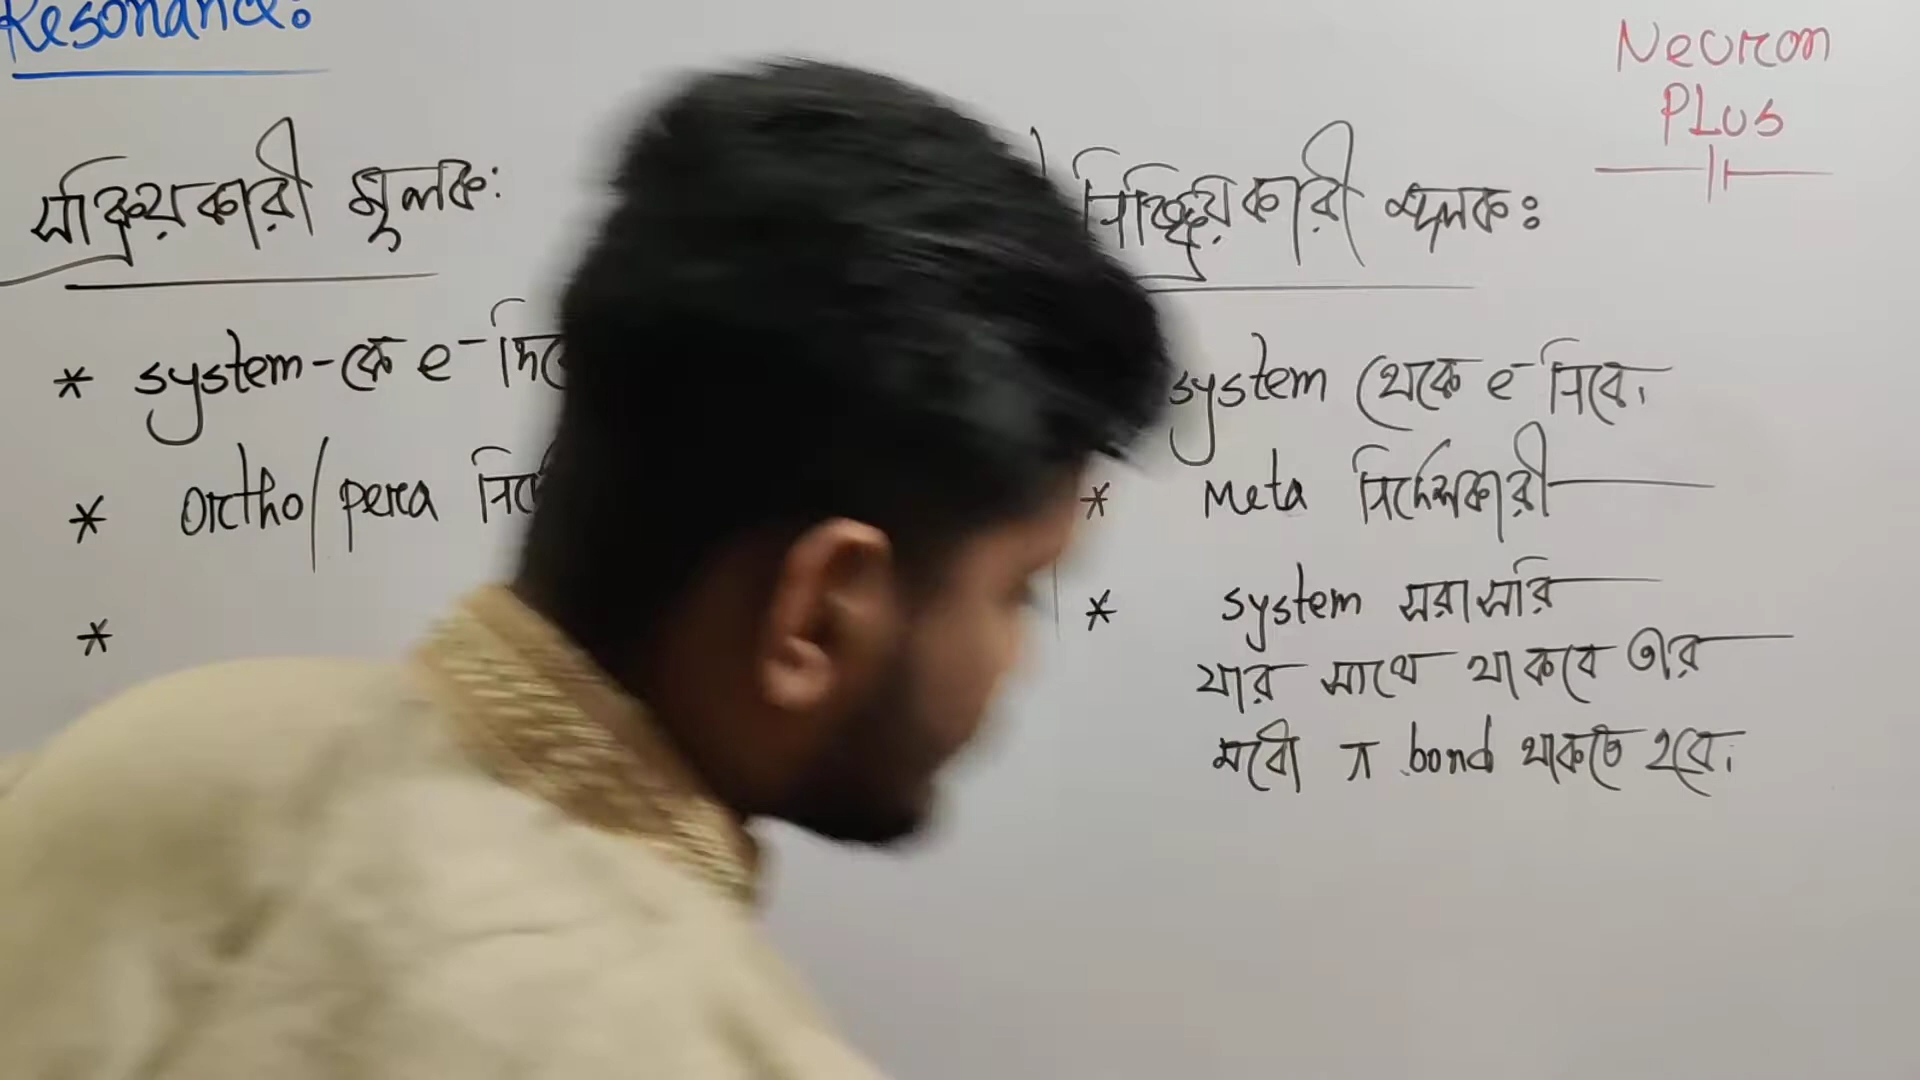 Resonance:
Neuron
PLus
সক্রিয়কারী মূলক:
নিষ্ক্রিয়কারী মূলক:
* system-কে e⁻
system থেকে e⁻ নিবে।
* ortho/para
* Meta নির্দেশকারী
*
* system সরাসরি
যার সাথে থাকবে তার
মধ্যে π bond থাকতে হবে।